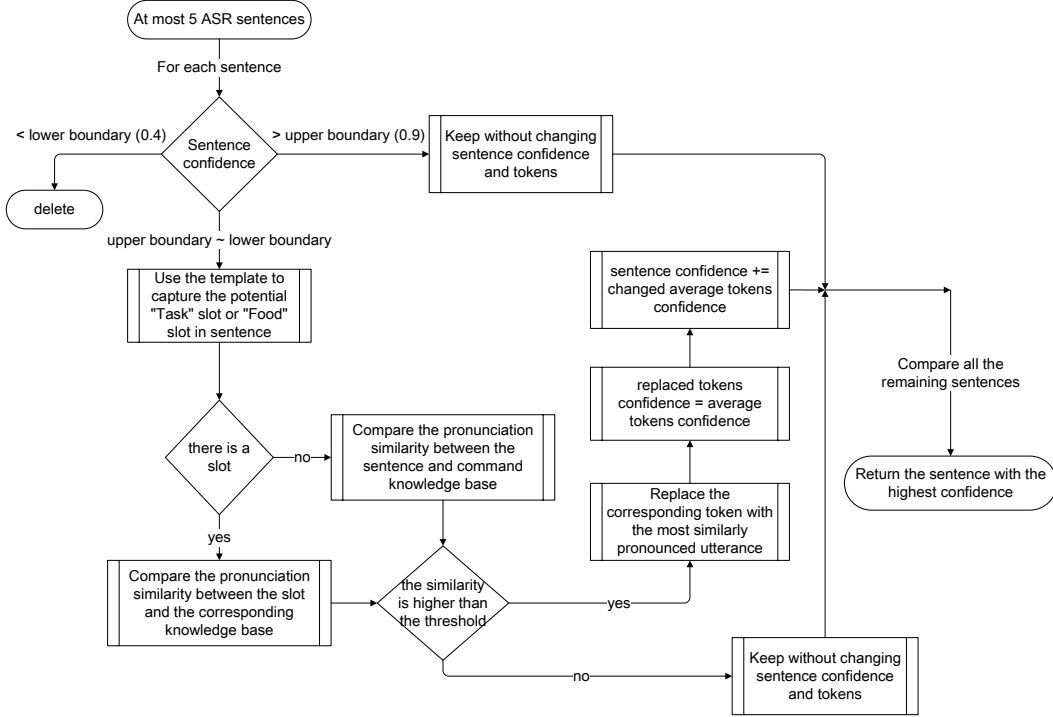 At most 5 ASR sentences
For each sentence
< lower boundary (0.4)
Sentence
confidence
> upper boundary (0.9)
Keep without changing
sentence confidence
and tokens
delete
upper boundary ~ lower boundary
Use the template to
capture the potential
"Task" slot or "Food"
slot in sentence
sentence confidence +=
changed average tokens
confidence
Compare all the
remaining sentences
replaced tokens
confidence = average
tokens confidence
there is a
slot
no
Compare the pronunciation
similarity between the
sentence and command
knowledge base
Return the sentence with the
highest confidence
Replace the
corresponding token with
the most similarly
pronounced utterance
yes
Compare the pronunciation
similarity between the slot
and the corresponding
knowledge base
the similarity
is higher than
the threshold
yes
no
Keep without changing
sentence confidence
and tokens